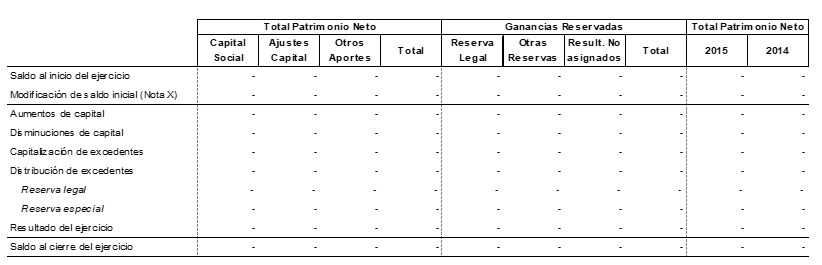 Total Patrimonio Neto Ganancias Reservadas Total Patrimonio Neto
Capital Social Ajustes Capital Otros Aportes Total Reserva Legal Otras Reservas Result. No asignados Total 2015 2014
Saldo al inicio del ejercicio - - - - - - - - - -
Modificación de saldo inicial (Nota X) - - - - - - - - - -
Aumentos de capital - - - - - - - - - -
Disminuciones de capital - - - - - - - - - -
Capitalización de excedentes - - - - - - - - - -
Distribución de excedentes - - - - - - - - - -
Reserva legal - - - - - - - - - -
Reserva especial - - - - - - - - - -
Resultado del ejercicio - - - - - - - - - -
Saldo al cierre del ejercicio - - - - - - - - - -